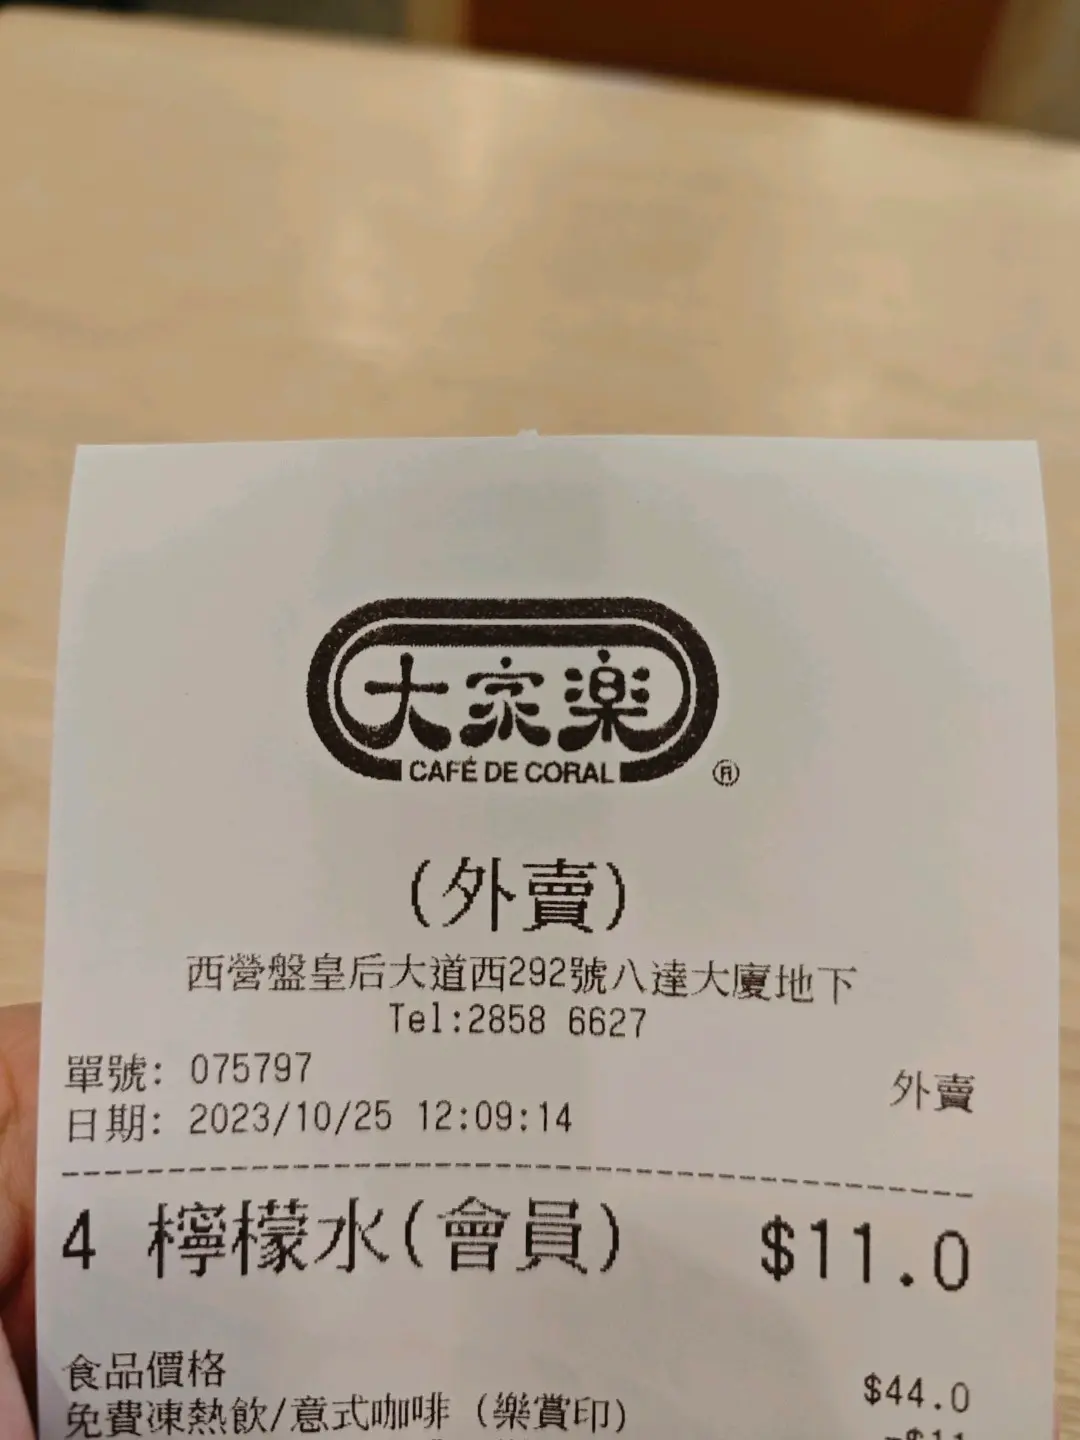 大家樂
CAFÉ DE CORAL ®
(外賣)
西營盤皇后大道西292號八達大廈地下
Tel:2858 6627
單號: 075797 外賣
日期: 2023/10/25 12:09:14
4 檸檬水(會員) $11.0
食品價格 $44.0
免費凍熱飲/意式咖啡 (樂賞印) -$11